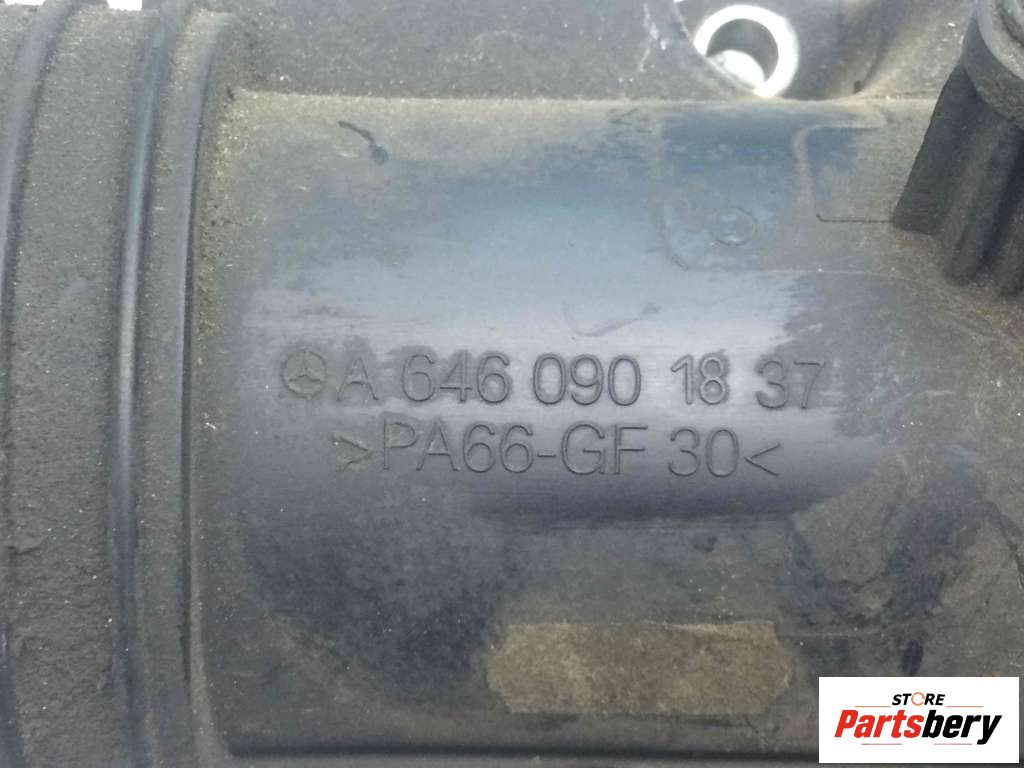 A 646 090 18 37
>PA66-GF 30<
STORE
Partsbery